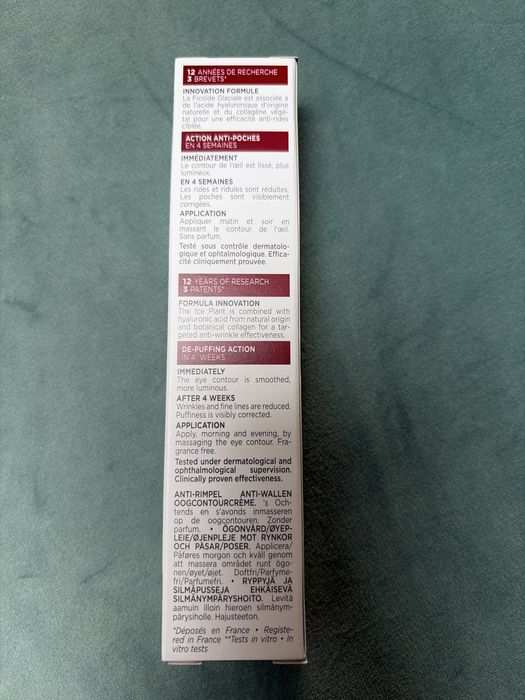 12 ANNÉES DE RECHERCHE
3 BREVETS*
INNOVATION FORMULE
La Ficoïde Glaciale est associée à
de l'acide hyaluronique d'origine
naturelle et du collagène végé-
tal pour une efficacité anti-rides
ciblée.
ACTION ANTI-POCHES
EN 4 SEMAINES
IMMÉDIATEMENT
Le contour de l'œil est lissé, plus
lumineux.
EN 4 SEMAINES
Les rides et ridules sont réduites.
Les poches sont visiblement
corrigées.
APPLICATION
Appliquer matin et soir en
massant le contour de l'œil.
Sans parfum.
Testé sous contrôle dermatolo-
gique et ophtalmologique. Effica-
cité cliniquement prouvée.
12 YEARS OF RESEARCH
3 PATENTS*
FORMULA INNOVATION
The Ice Plant is combined with
hyaluronic acid from natural origin
and botanical collagen for a tar-
geted anti-wrinkle effectiveness.
DE-PUFFING ACTION
IN 4 WEEKS
IMMEDIATELY
The eye contour is smoothed,
more luminous.
AFTER 4 WEEKS
Wrinkles and fine lines are reduced.
Puffiness is visibly corrected.
APPLICATION
Apply, morning and evening, by
massaging the eye contour. Fra-
grance free.
Tested under dermatological and
ophthalmological supervision.
Clinically proven effectiveness.
ANTI-RIMPEL ANTI-WALLEN
OOGCONTOURCRÈME. 's Och-
tends en s'avonds inmasseren
op de oogcontouren. Zonder
parfum. • ÖGONVÅRD/ØYEP-
LEIE/ØJENPLEJE MOT RYNKOR
OCH PÅSAR/POSER. Applicera/
Påføres morgon och kväll genom
att massera området runt ögo-
nen/øyet/øjet. Doftfri/Parfyme-
fri/Parfumefri. • RYPPYJÄ JA
SILMÄPUSSEJA EHKÄISEVÄ
SILMÄNYMPÄRYSHOITO. Levitä
aamuin illoin hieroen silmänym-
pärysiholle. Hajusteeton.
*Déposés en France • Registe-
red in France **Tests in vitro • In
vitro tests